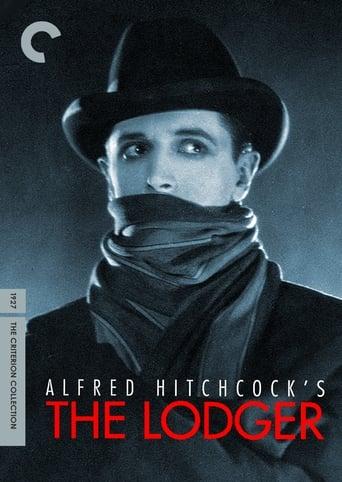 1927
THE CRITERION COLLECTION
ALFRED HITCHCOCK'S
THE LODGER